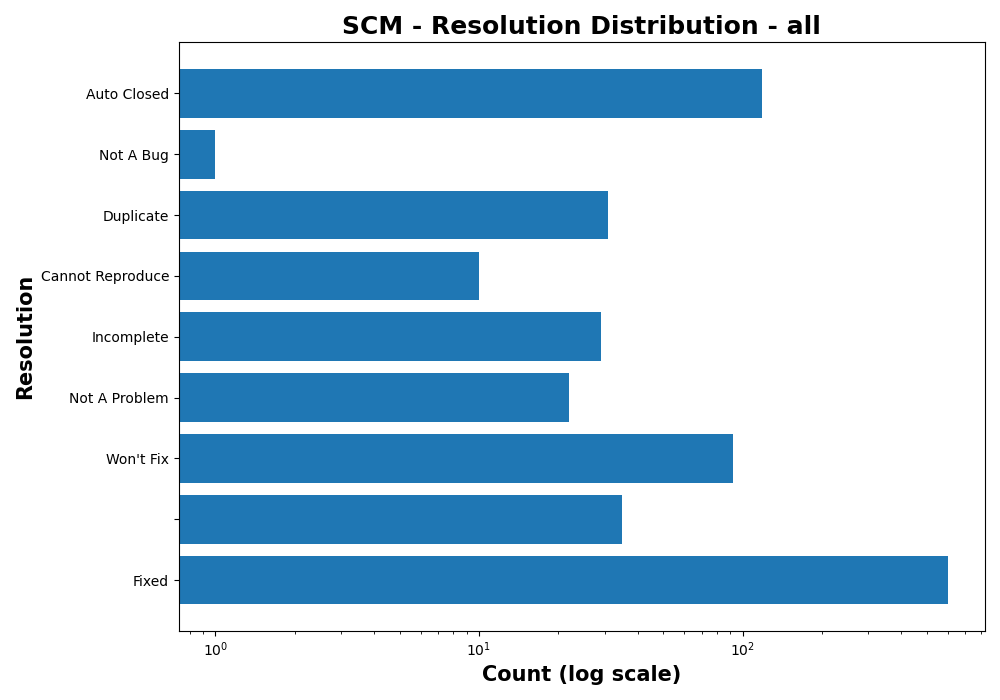 SCM - Resolution Distribution - all
Auto Closed
Not A Bug
Duplicate
Cannot Reproduce
Incomplete
Not A Problem
Won't Fix
Fixed
Resolution
10⁰
10¹
10²
Count (log scale)